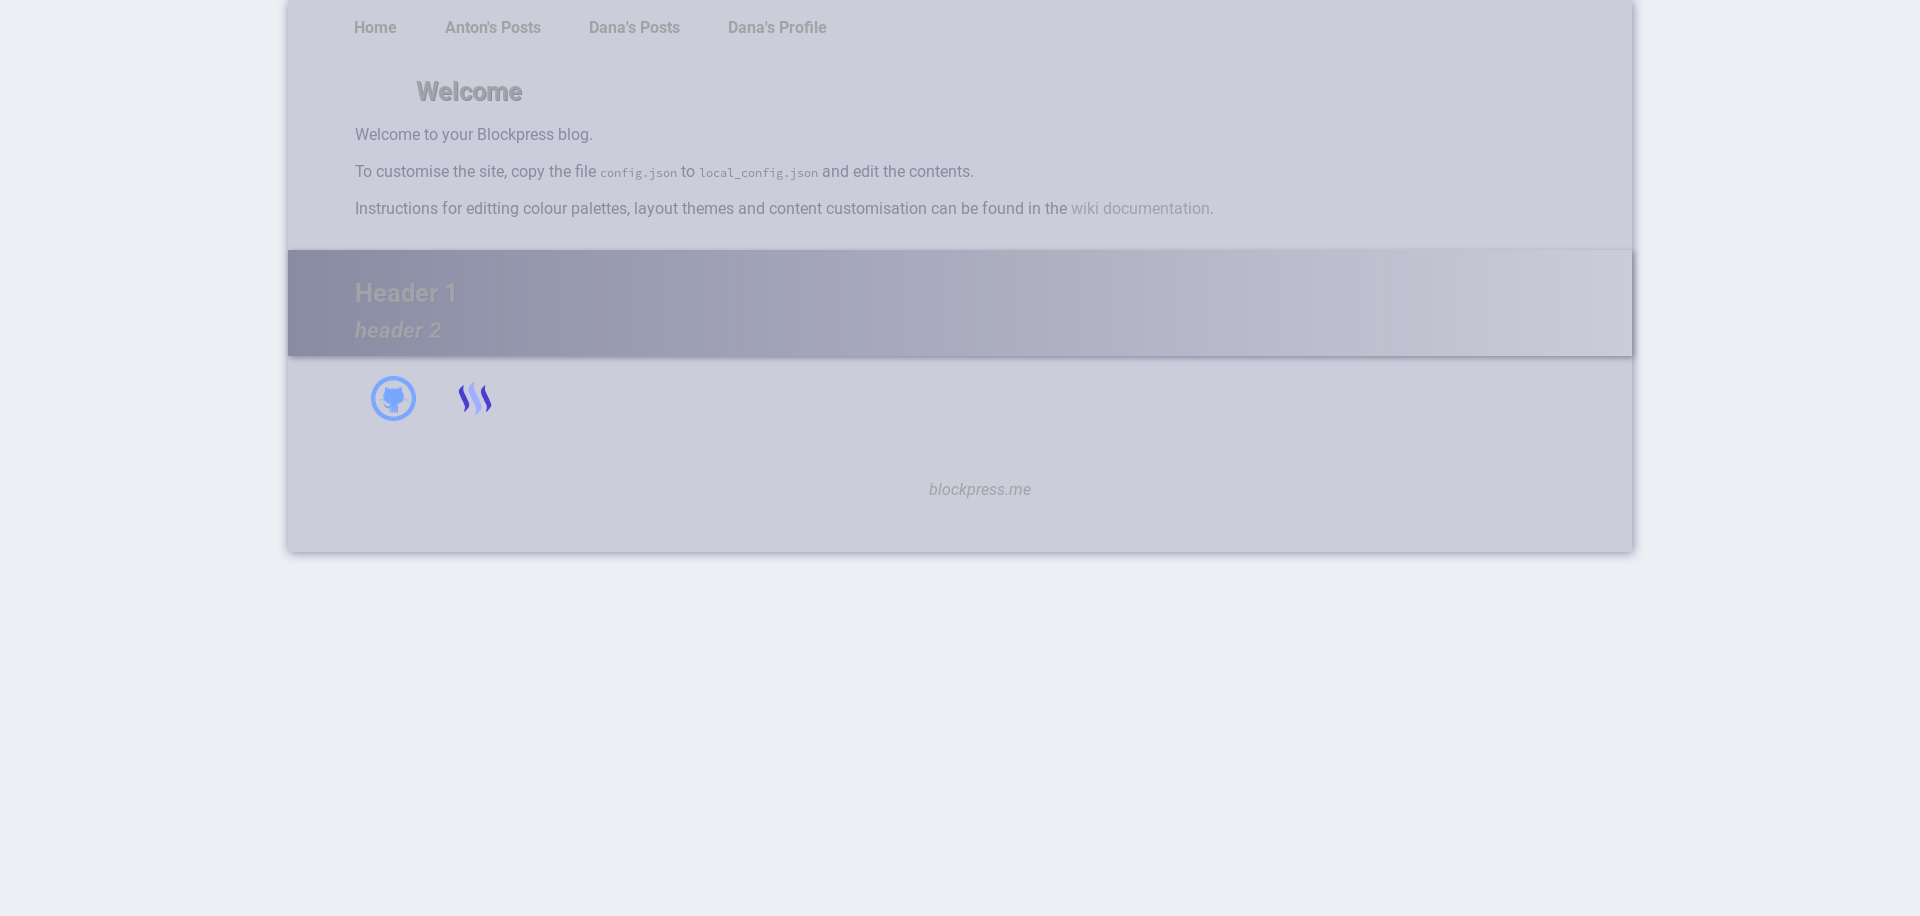 Home Anton's Posts Dana's Posts Dana's Profile
Welcome
Welcome to your Blockpress blog.
To customise the site, copy the file config.json to local_config.json and edit the contents.
Instructions for editting colour palettes, layout themes and content customisation can be found in the wiki documentation.
Header 1
header 2
blockpress.me